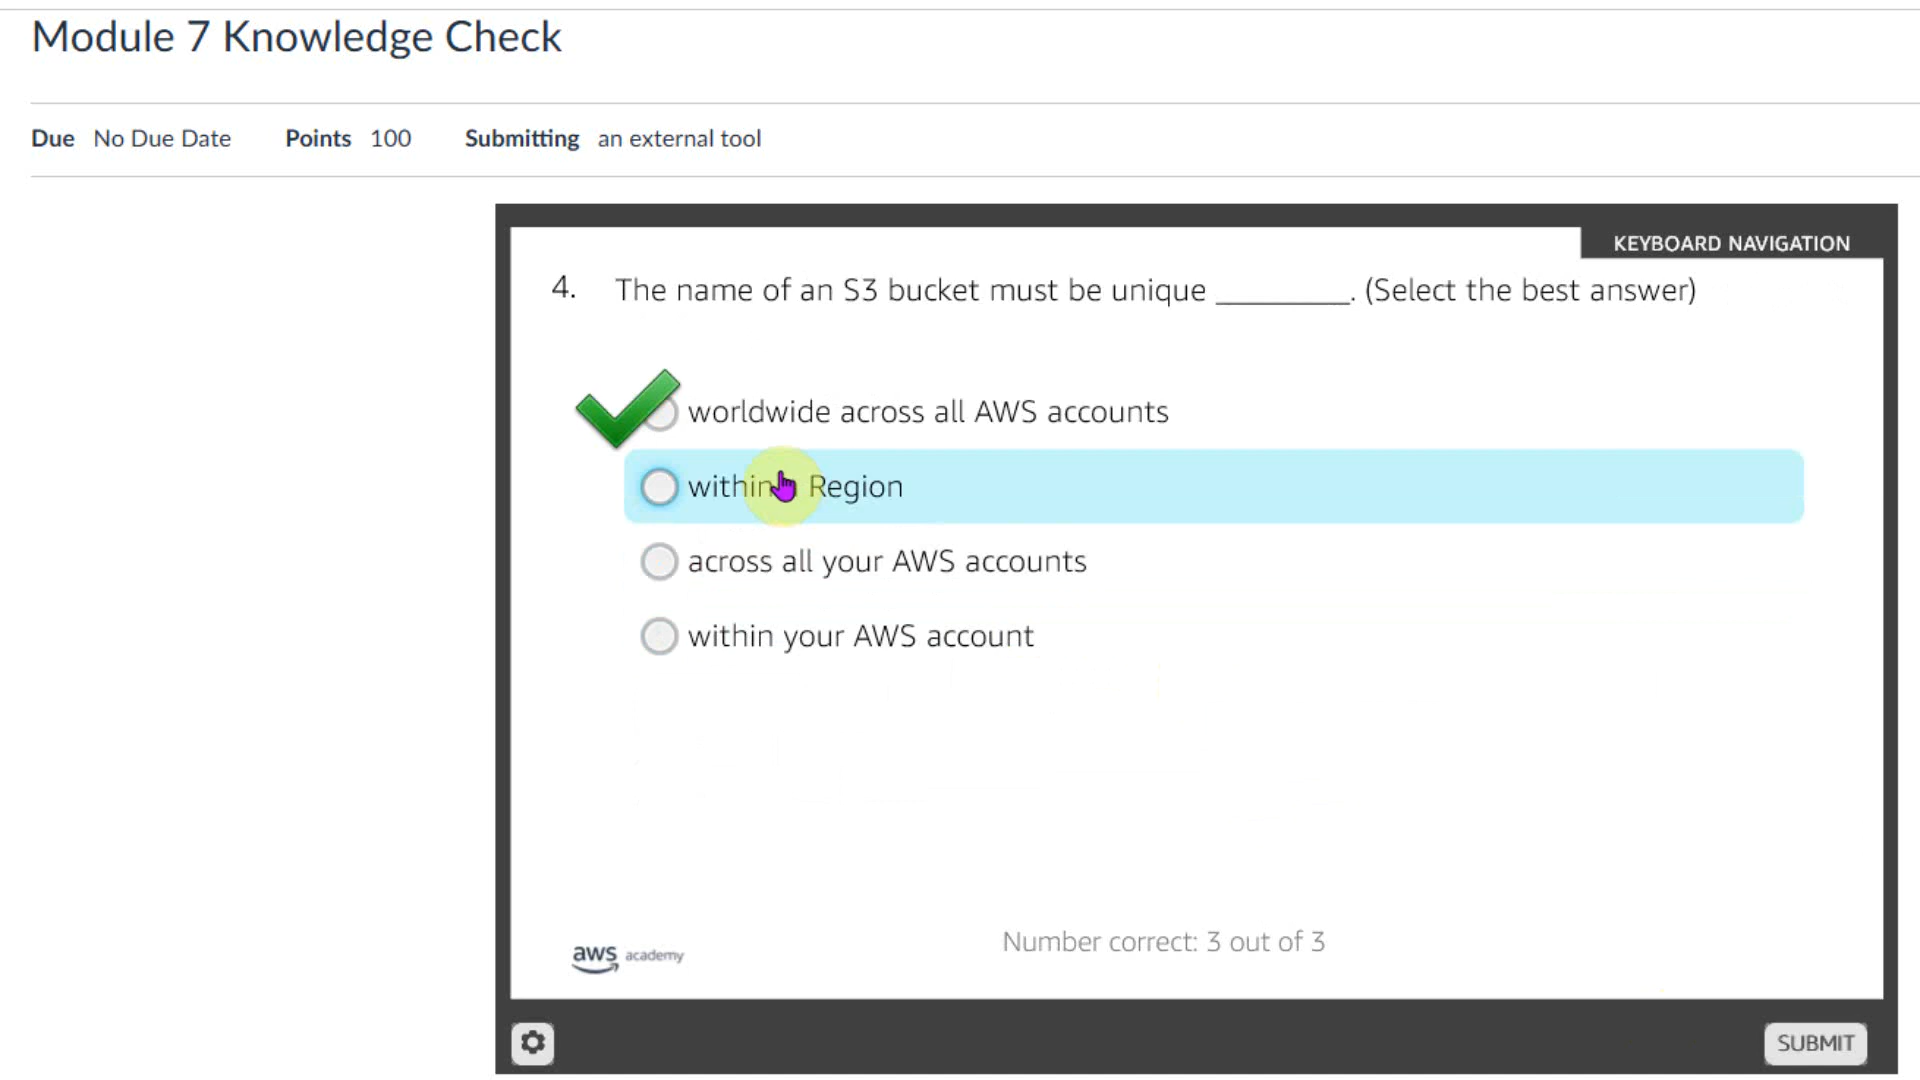 Module 7 Knowledge Check
Due No Due Date Points 100 Submitting an external tool
KEYBOARD NAVIGATION
4. The name of an S3 bucket must be unique _________. (Select the best answer)
worldwide across all AWS accounts
within Region
across all your AWS accounts
within your AWS account
Number correct: 3 out of 3
aws academy
SUBMIT